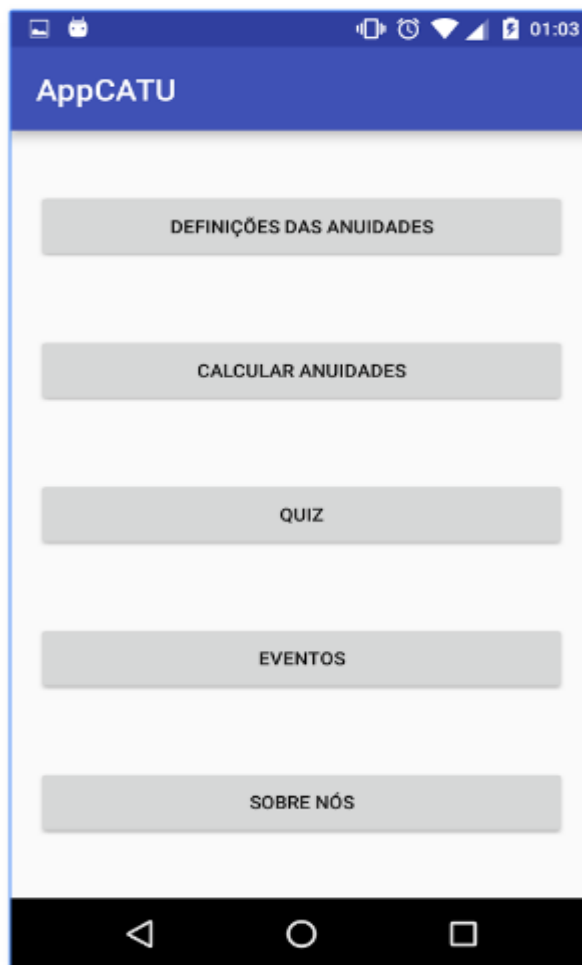 01:03
AppCATU
DEFINIÇÕES DAS ANUIDADES
CALCULAR ANUIDADES
QUIZ
EVENTOS
SOBRE NÓS